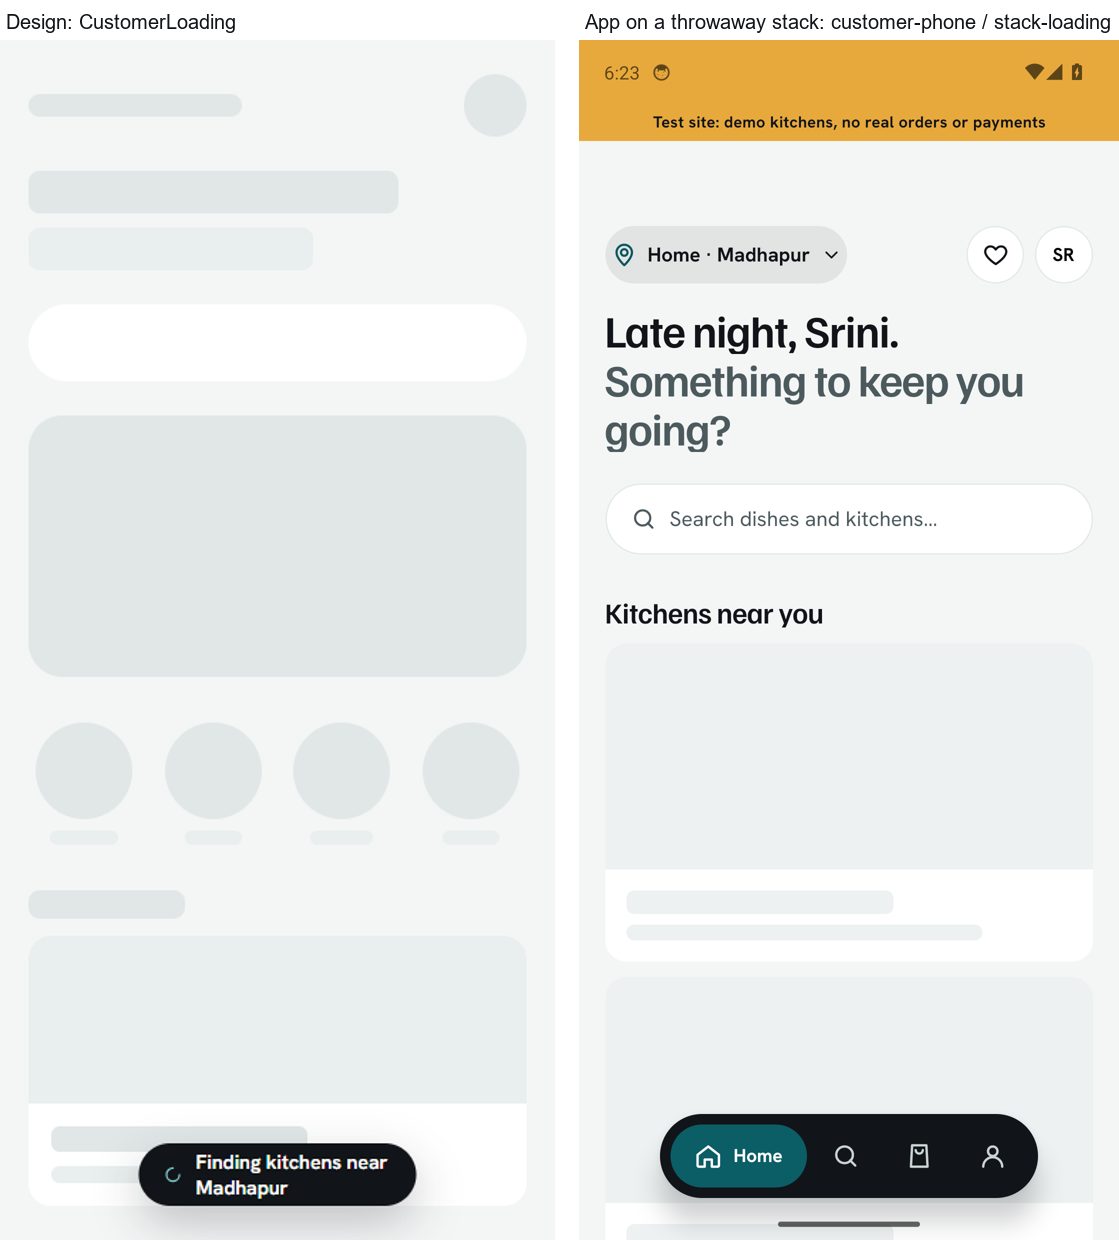 Design: CustomerLoading
Finding kitchens near
Madhapur
App on a throwaway stack: customer-phone / stack-loading
6:23
Test site: demo kitchens, no real orders or payments
Home · Madhapur
SR
Late night, Srini.
Something to keep you
going?
Search dishes and kitchens...
Kitchens near you
Home